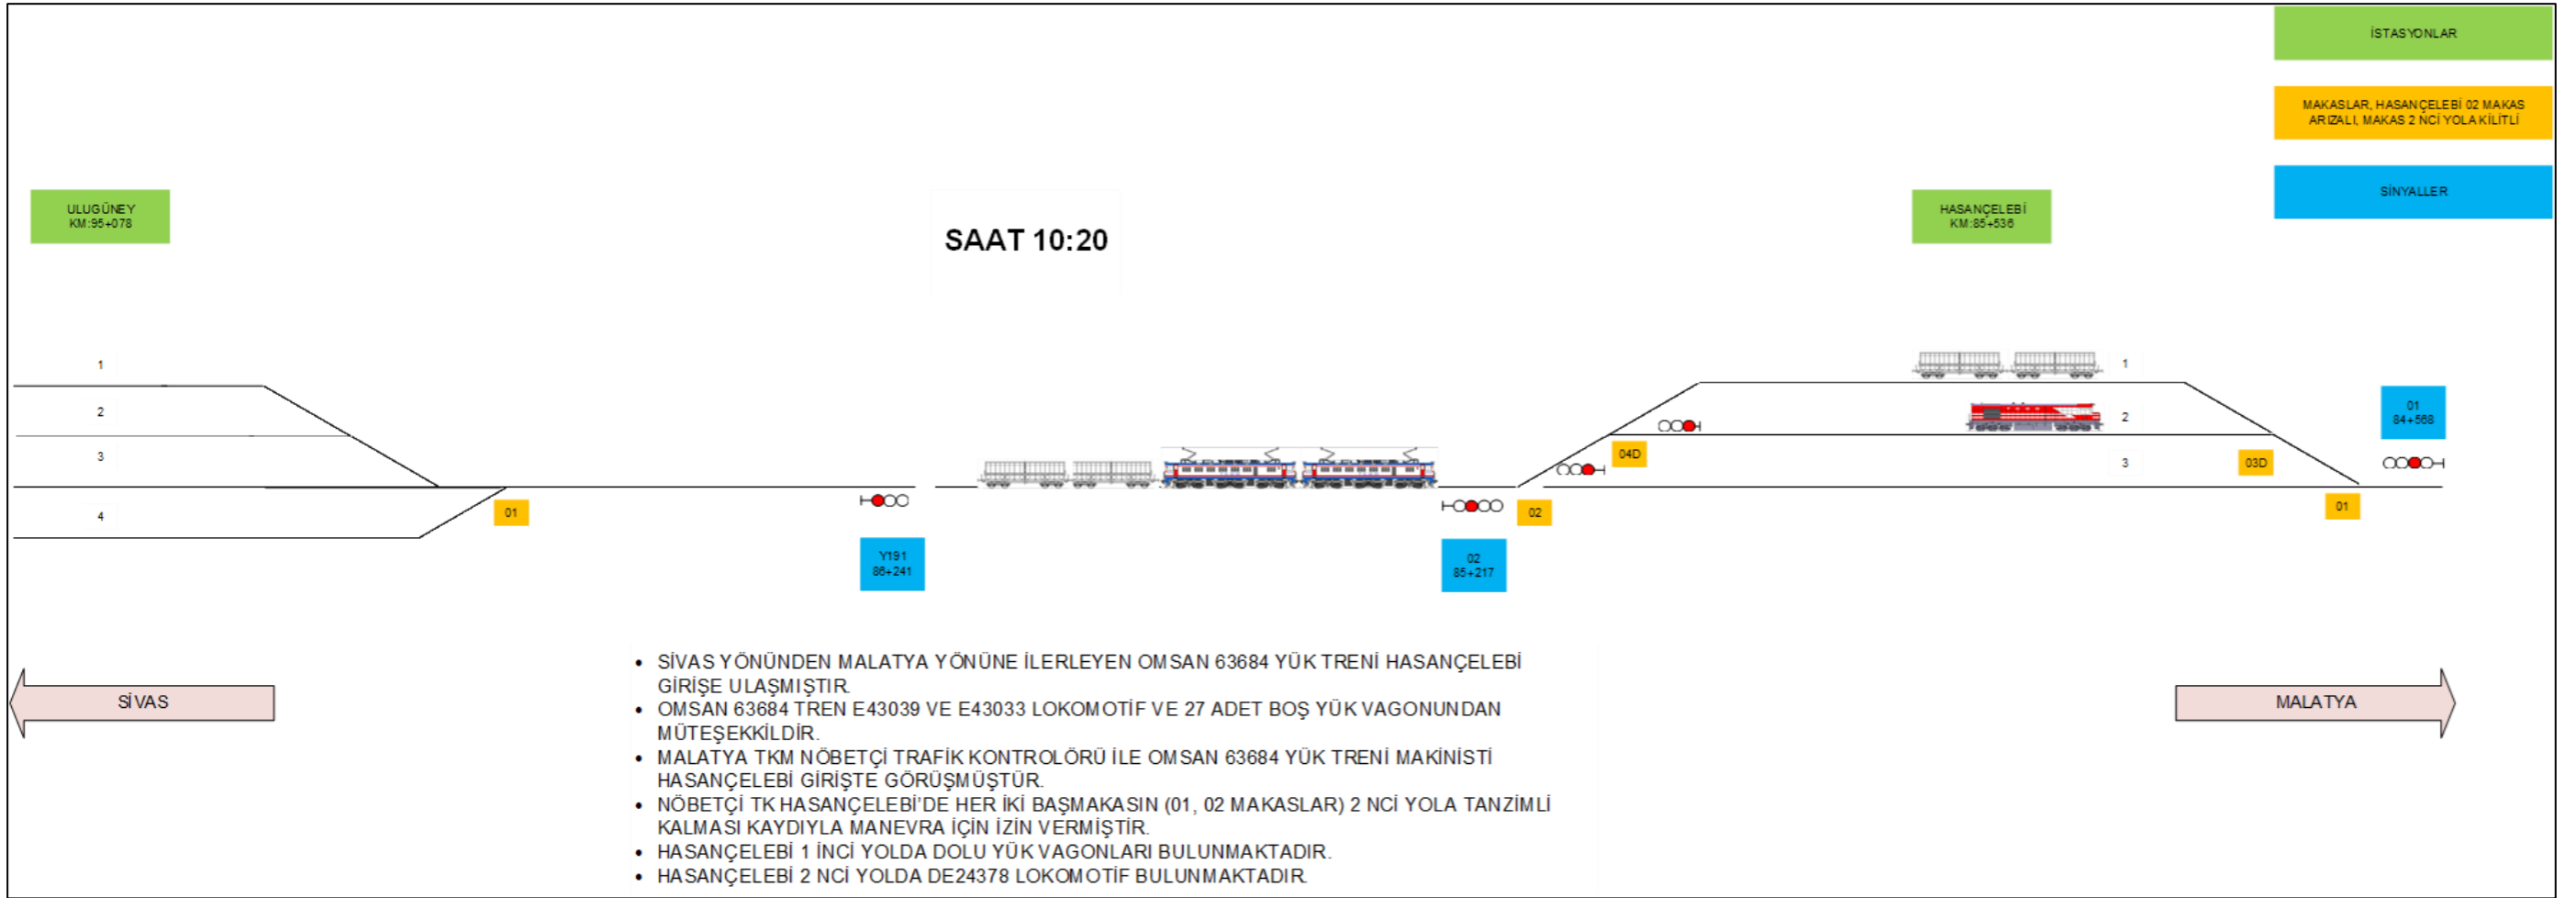 İSTASYONLAR
MAKASLAR, HASANÇELEBİ 02 MAKAS
ARIZALI, MAKAS 2 NCİ YOLA KİLİTLİ
SİNYALLER
ULUGÜNEY
KM:95+078
SAAT 10:20
HASANÇELEBİ
KM:85+536
1
2
3
4
01
Y191
86+241
02
85+217
02
04D
1
2
3
03D
01
01
84+568
SİVAS
MALATYA
• SİVAS YÖNÜNDEN MALATYA YÖNÜNE İLERLEYEN OMSAN 63684 YÜK TRENİ HASANÇELEBİ
GİRİŞE ULAŞMIŞTIR.
• OMSAN 63684 TREN E43039 VE E43033 LOKOMOTİF VE 27 ADET BOŞ YÜK VAGONUNDAN
MÜTEŞEKKİLDİR.
• MALATYA TKM NÖBETÇİ TRAFİK KONTROLÖRÜ İLE OMSAN 63684 YÜK TRENİ MAKİNİSTİ
HASANÇELEBİ GİRİŞTE GÖRÜŞMÜŞTÜR.
• NÖBETÇİ TK HASANÇELEBİ'DE HER İKİ BAŞMAKASIN (01, 02 MAKASLAR) 2 NCİ YOLA TANZİMLİ
KALMASI KAYDIYLA MANEVRA İÇİN İZİN VERMİŞTİR.
• HASANÇELEBİ 1 İNCİ YOLDA DOLU YÜK VAGONLARI BULUNMAKTADIR.
• HASANÇELEBİ 2 NCİ YOLDA DE24378 LOKOMOTİF BULUNMAKTADIR.